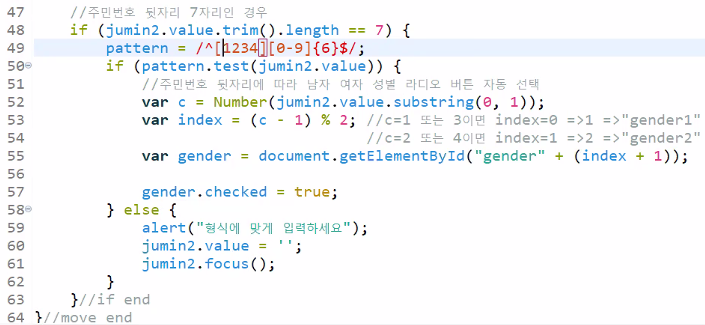 47 //주민번호 뒷자리 7자리인 경우
48 if (jumin2.value.trim().length == 7) {
49 pattern = /^[1234][0-9]{6}$/;
50 if (pattern.test(jumin2.value)) {
51 //주민번호 뒷자리에 따라 남자 여자 성별 라디오 버튼 자동 선택
52 var c = Number(jumin2.value.substring(0, 1));
53 var index = (c - 1) % 2; //c=1 또는 3이면 index=0 =>1 =>"gender1"
54 //c=2 또는 4이면 index=1 =>2 =>"gender2"
55 var gender = document.getElementById("gender" + (index + 1));
56
57 gender.checked = true;
58 } else {
59 alert("형식에 맞게 입력하세요");
60 jumin2.value = '';
61 jumin2.focus();
62 }
63 }//if end
64 }//move end